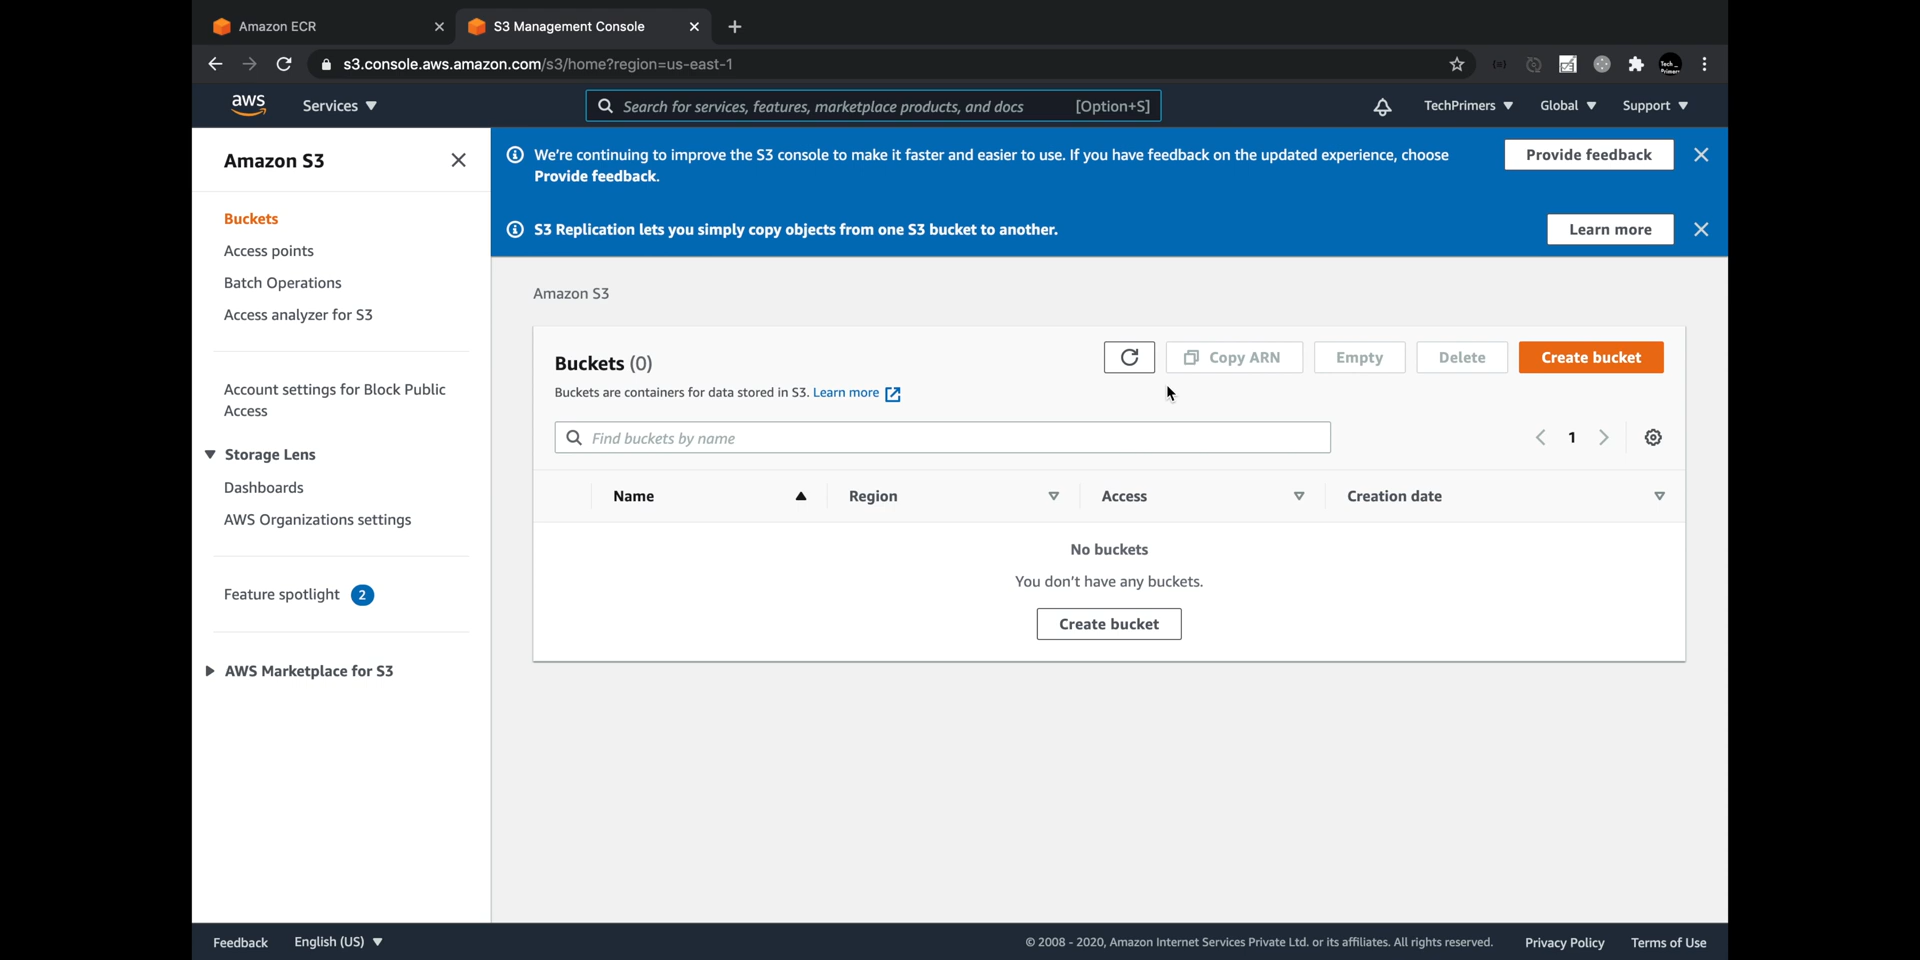 Amazon ECR
S3 Management Console
s3.console.aws.amazon.com/s3/home?region=us-east-1
aws
Services
Search for services, features, marketplace products, and docs
[Option+S]
TechPrimers
Global
Support
Amazon S3
Buckets
Access points
Batch Operations
Access analyzer for S3
Account settings for Block Public
Access
Storage Lens
Dashboards
AWS Organizations settings
Feature spotlight 2
AWS Marketplace for S3
We're continuing to improve the S3 console to make it faster and easier to use. If you have feedback on the updated experience, choose
Provide feedback.
Provide feedback
S3 Replication lets you simply copy objects from one S3 bucket to another.
Learn more
Amazon S3
Buckets (0)
Copy ARN
Empty
Delete
Create bucket
Buckets are containers for data stored in S3. Learn more
Find buckets by name
1
Name
Region
Access
Creation date
No buckets
You don't have any buckets.
Create bucket
Feedback
English (US)
© 2008 - 2020, Amazon Internet Services Private Ltd. or its affiliates. All rights reserved.
Privacy Policy
Terms of Use